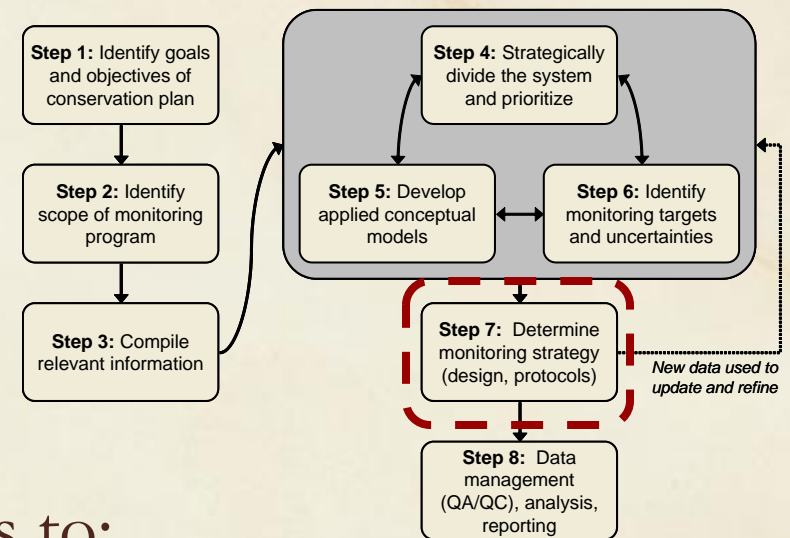 Step 1: Identify goals
and objectives of
conservation plan
Step 2: Identify
scope of monitoring
program
Step 3: Compile
relevant information
Step 4: Strategically
divide the system
and prioritize
Step 5: Develop
applied conceptual
models
Step 6: Identify
monitoring targets
and uncertainties
Step 7: Determine
monitoring strategy
(design, protocols)
New data used to
update and refine
Step 8: Data
management
(QA/QC), analysis,
reporting
to: